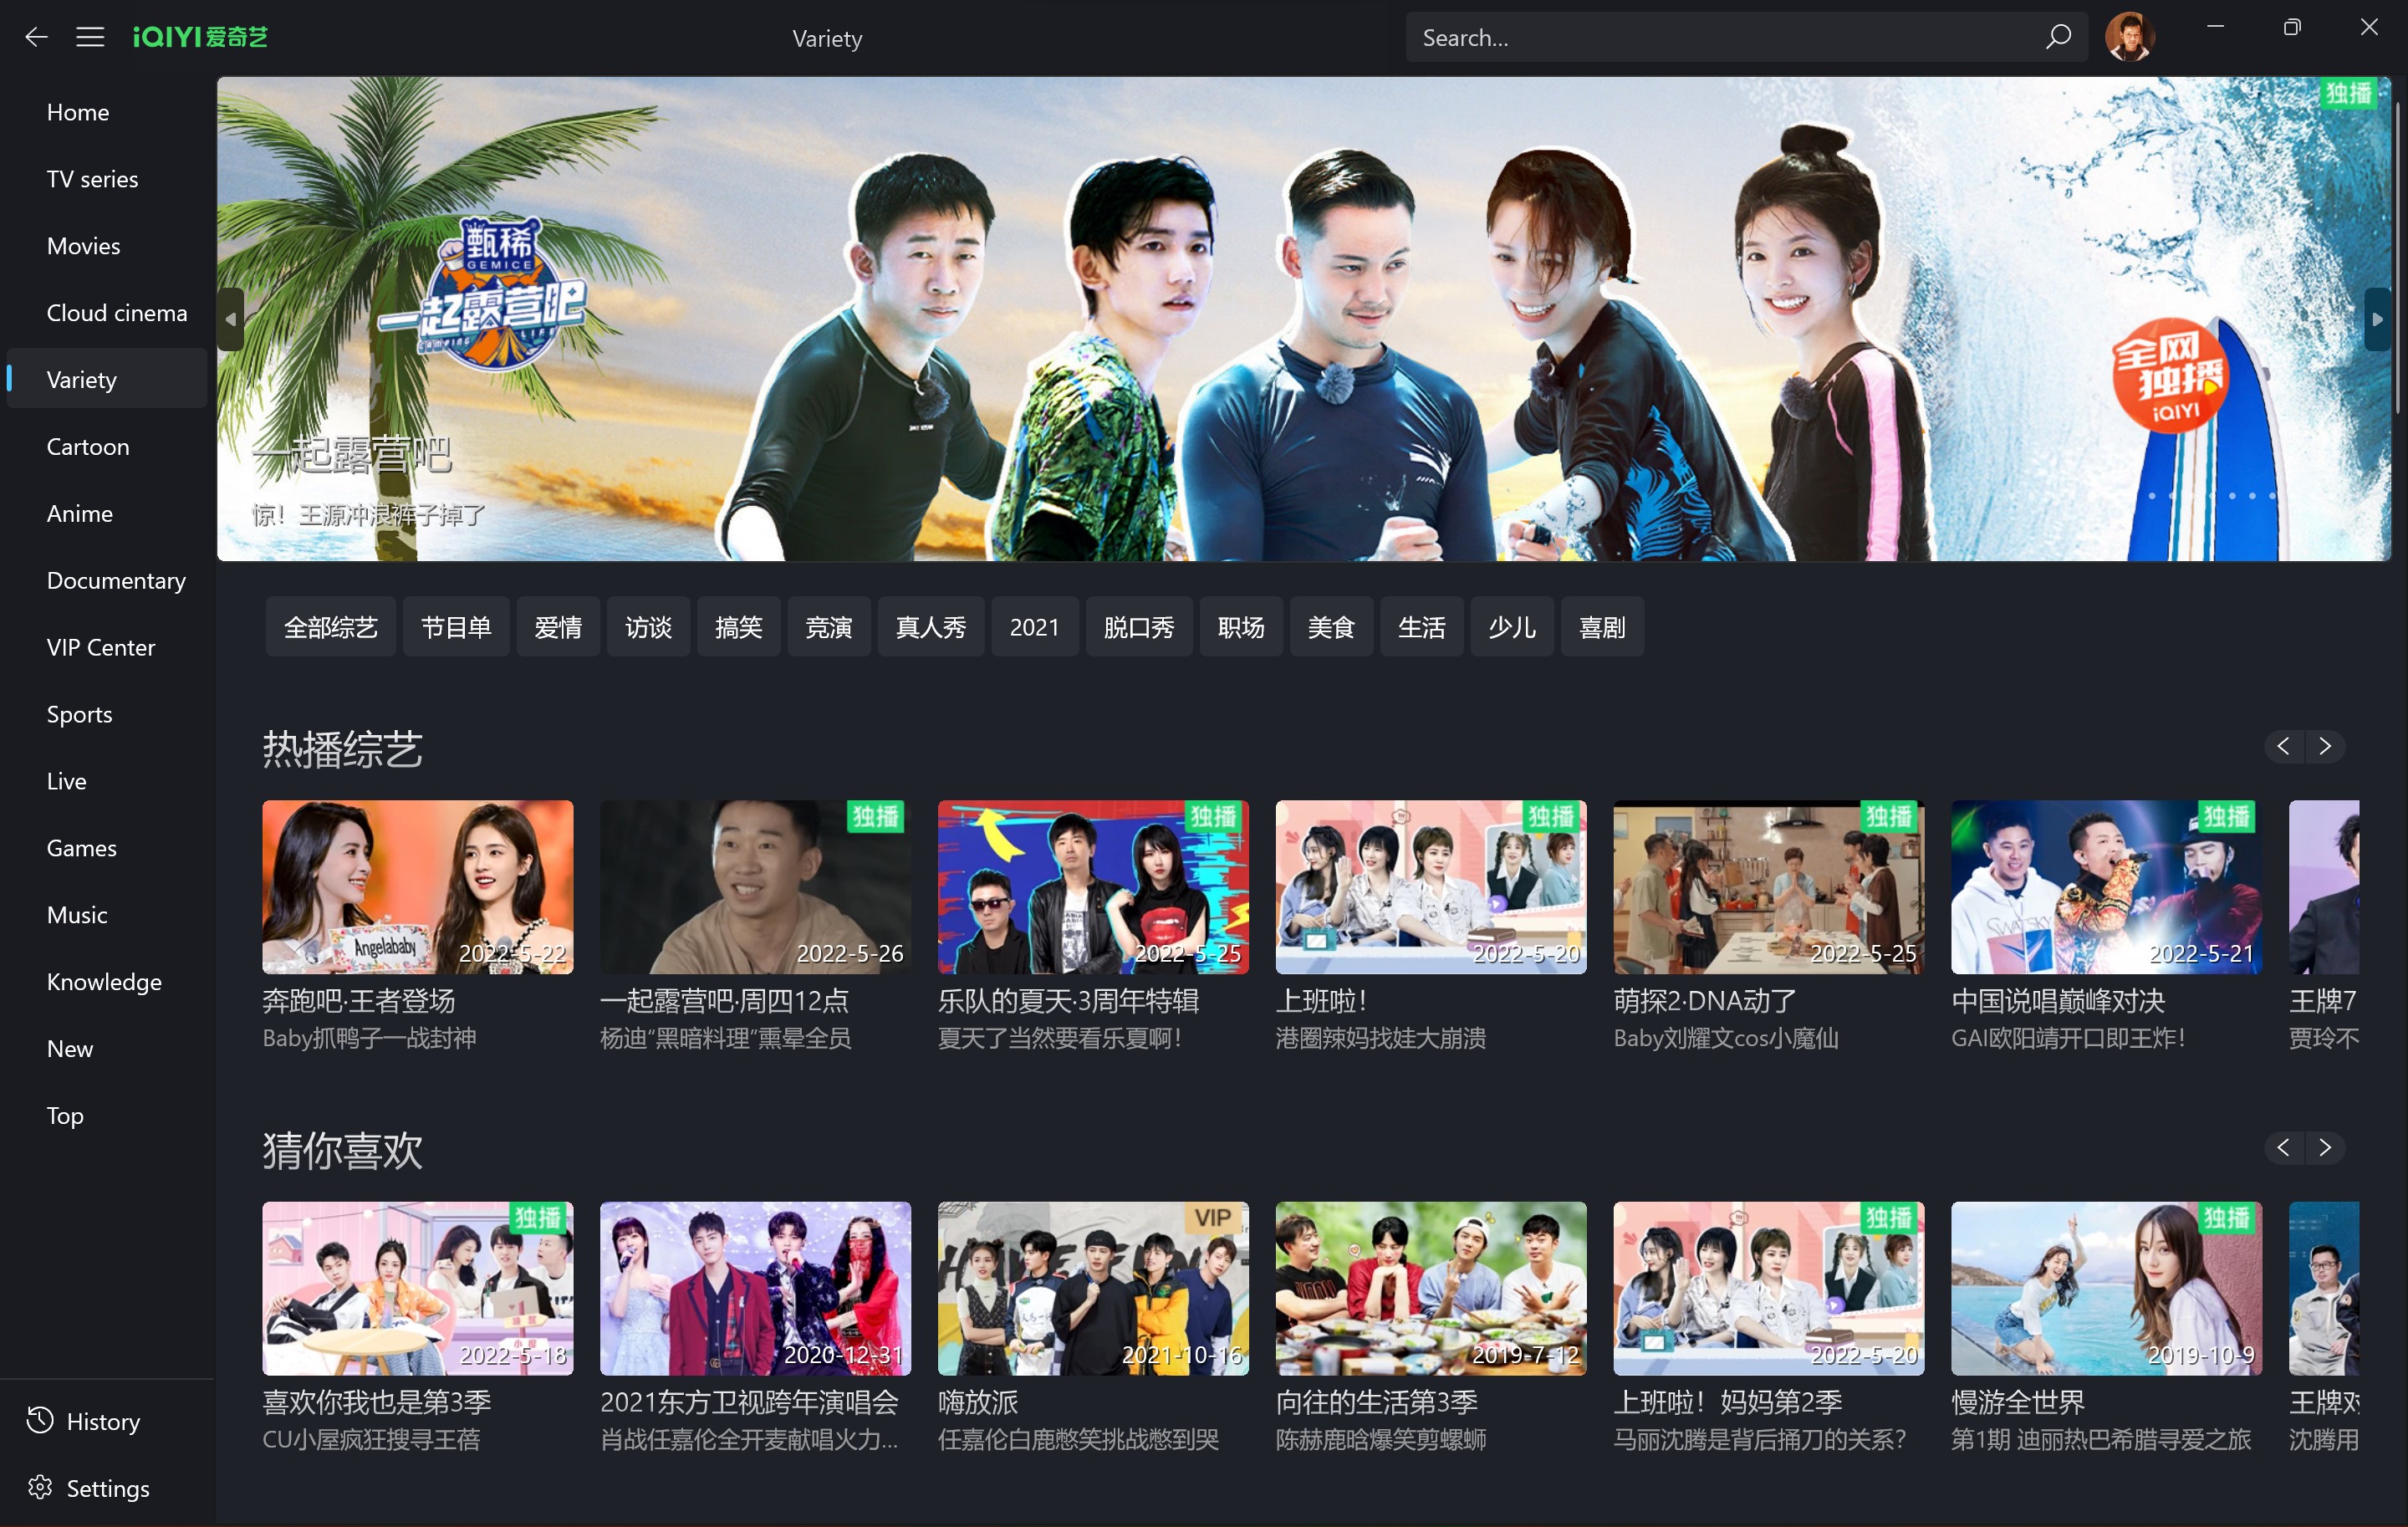 iQIYI 爱奇艺
Variety
Search...
Home
TV series
Movies
Cloud cinema
Variety
Cartoon
Anime
Documentary
VIP Center
Sports
Live
Games
Music
Knowledge
New
Top
History
Settings
独播
甄稀
GEMICE
一起露营吧
CAMPING LIFE
全网
独播
iQIYI
一起露营吧
惊！王源冲浪裤子掉了
全部综艺 节目单 爱情 访谈 搞笑 竞演 真人秀 2021 脱口秀 职场 美食 生活 少儿 喜剧
热播综艺
Angelababy
2022-5-22
奔跑吧·王者登场
Baby抓鸭子一战封神
独播
2022-5-26
一起露营吧·周四12点
杨迪“黑暗料理”熏晕全员
独播
2022-5-25
乐队的夏天·3周年特辑
夏天了当然要看乐夏啊！
独播
2022-5-20
上班啦！
港圈辣妈找娃大崩溃
独播
2022-5-25
萌探2·DNA动了
Baby刘耀文cos小魔仙
独播
2022-5-21
中国说唱巅峰对决
GAI欧阳靖开口即王炸！
王牌7
贾玲不
猜你喜欢
独播
2022-5-18
喜欢你我也是第3季
CU小屋疯狂搜寻王蓓
2020-12-31
2021东方卫视跨年演唱会
肖战任嘉伦全开麦献唱火力...
VIP
2021-10-16
嗨放派
任嘉伦白鹿憋笑挑战憋到哭
2019-7-12
向往的生活第3季
陈赫鹿晗爆笑剪螺蛳
独播
2022-5-20
上班啦！妈妈第2季
马丽沈腾是背后捅刀的关系？
独播
2019-10-9
慢游全世界
第1期 迪丽热巴希腊寻爱之旅
王牌对
沈腾用